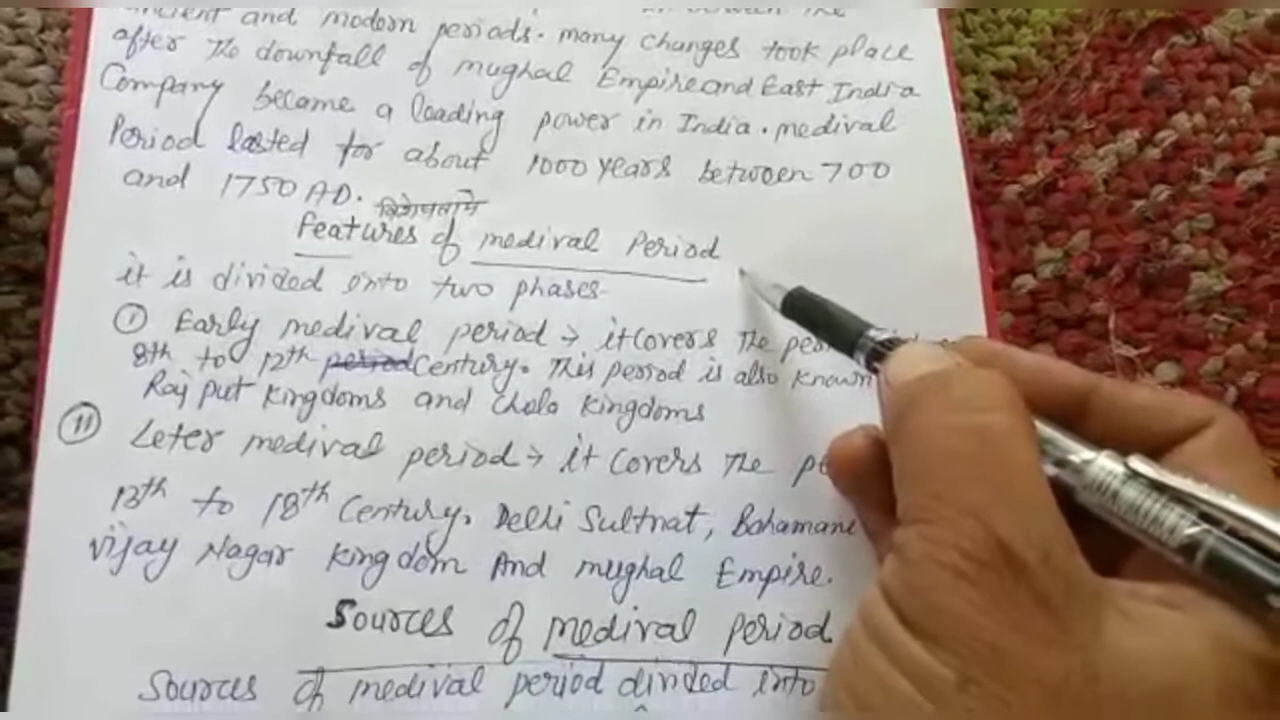 ancient and modern periods. many changes took place
after the downfall of mughal Empire and East India
Company became a leading power in India. medival
Period lasted for about 1000 years between 700
and 1750 AD.
विशेषताये
Features of medival Period
it is divided into two phases
① Early medival period → it covers the
8th to 12th period Century. This period is also known
Rajput kingdoms and Chola kingdoms
⑪ Leter medival period → it covers the
13th to 18th Century. Delhi Sultnat, Bahamane
Vijay Nagar kingdom And mughal Empire.
Sources of medival period
Sources of medival period divided into